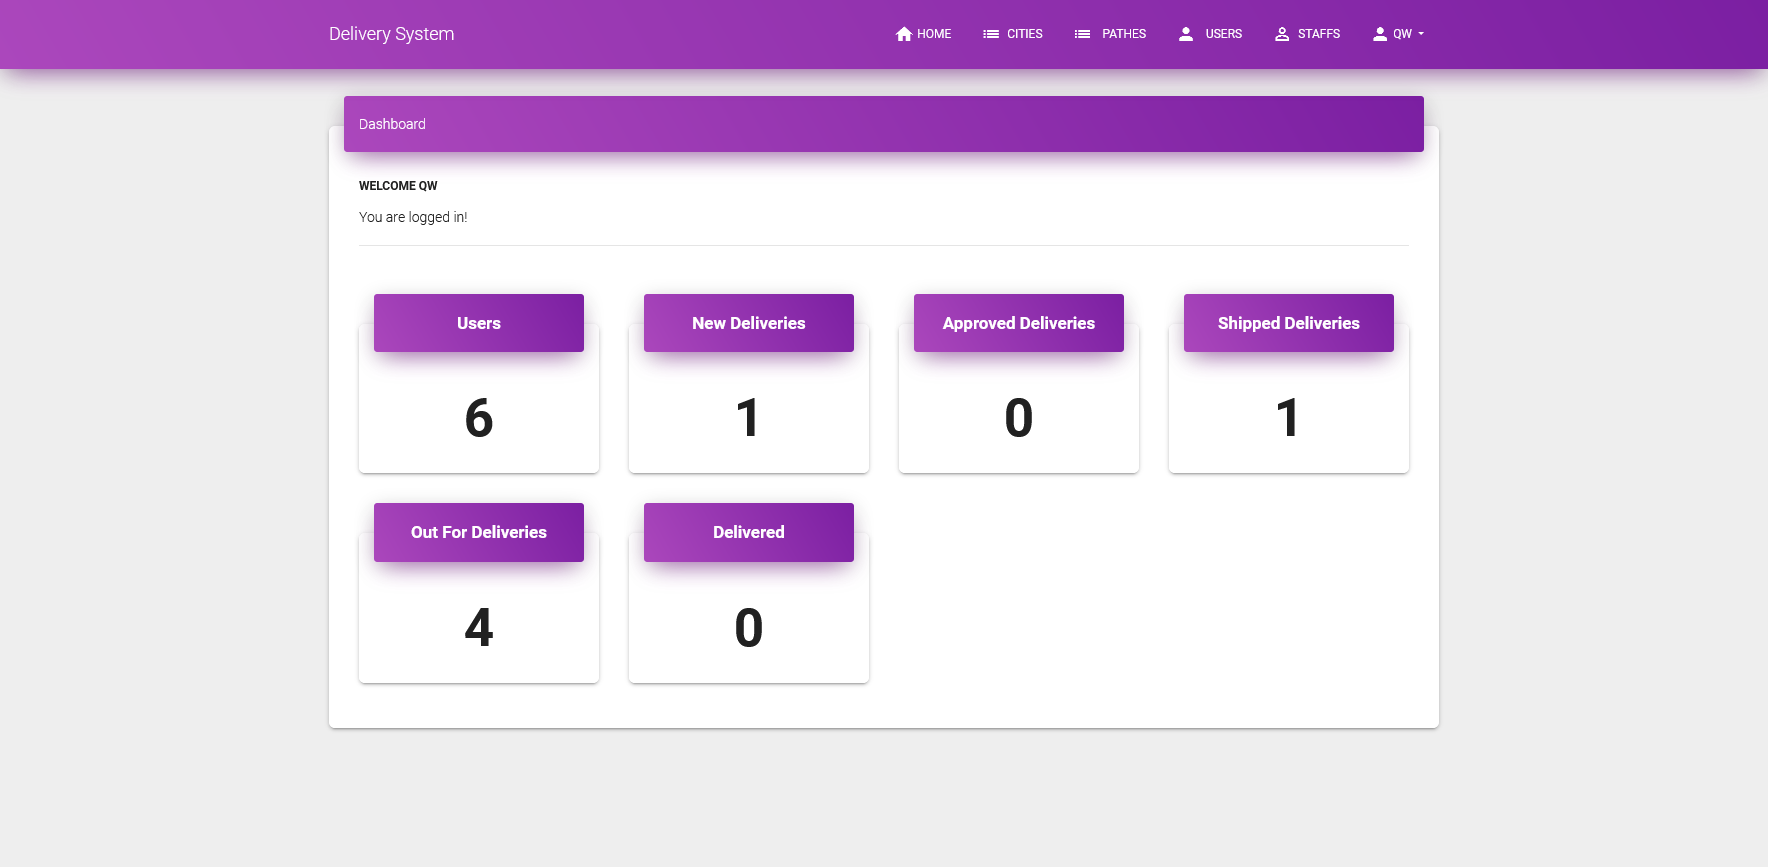 Delivery System
HOME CITIES PATHES USERS STAFFS QW
Dashboard
WELCOME QW
You are logged in!
Users New Deliveries Approved Deliveries Shipped Deliveries
6 1 0 1
Out For Deliveries Delivered
4 0